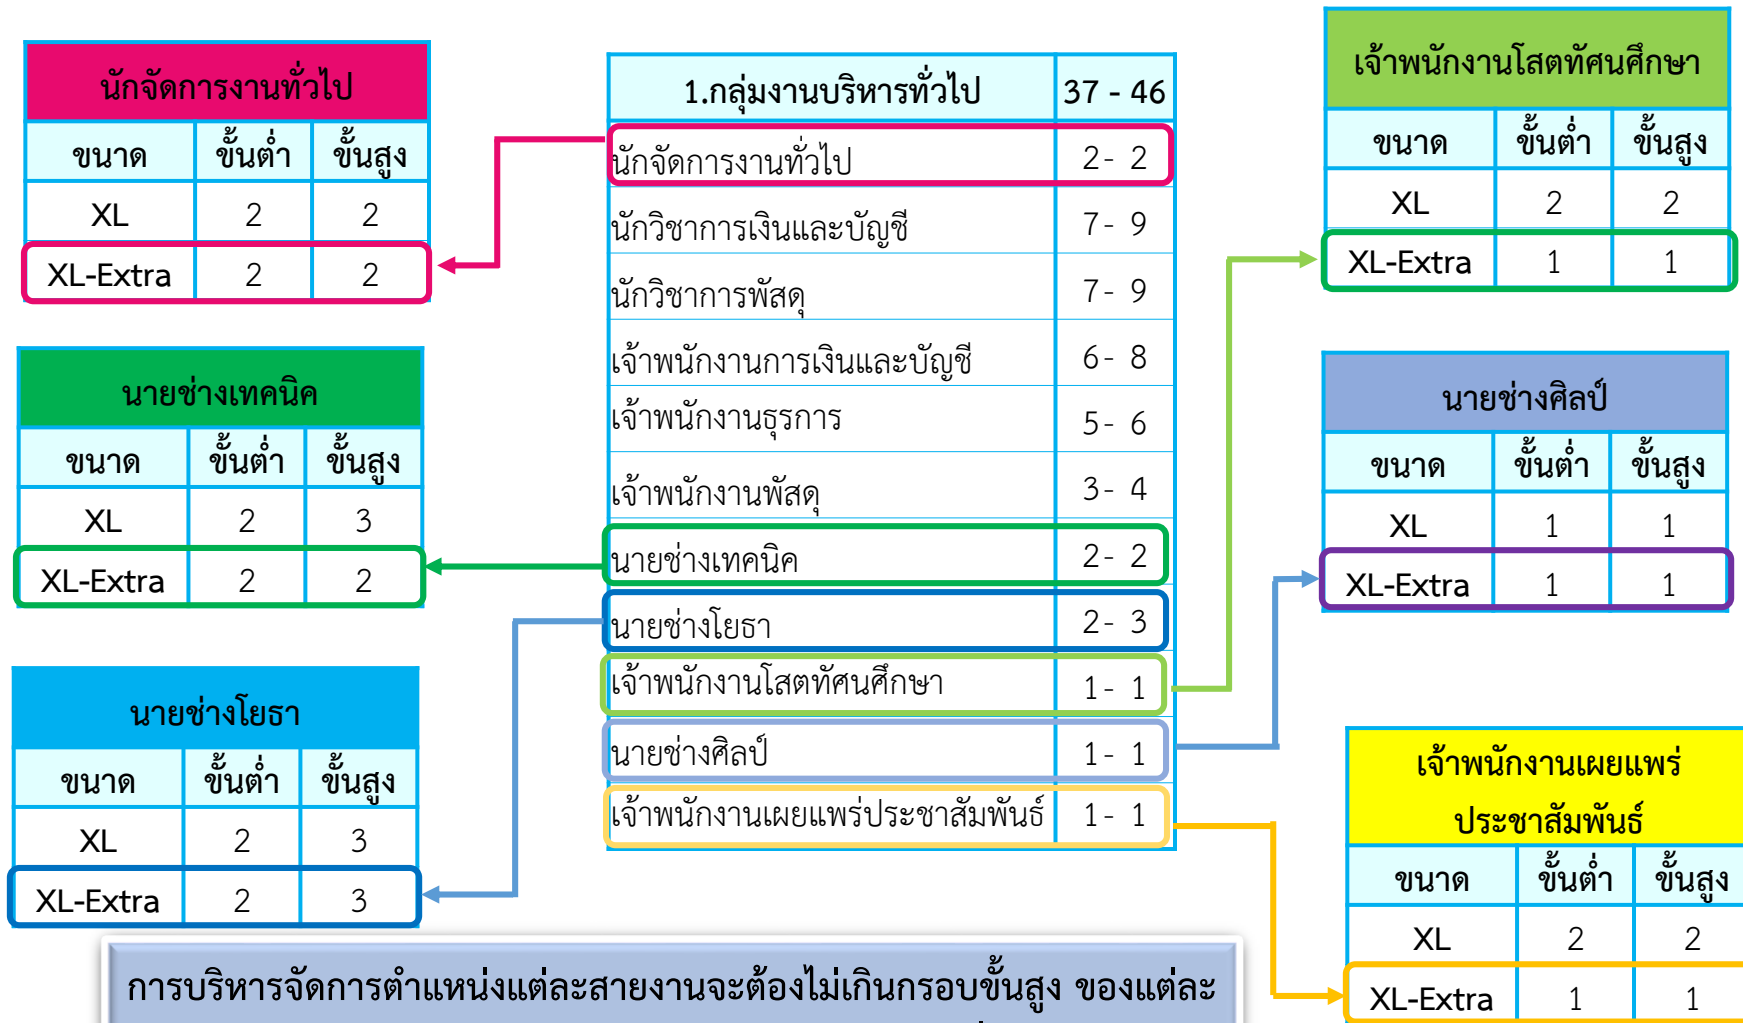 นักจัดการงานทั่วไป
ขนาด ขั้นต่ำ ขั้นสูง
XL 2 2
XL-Extra 2 2
นายช่างเทคนิค
ขนาด ขั้นต่ำ ขั้นสูง
XL 2 3
XL-Extra 2 2
นายช่างโยธา
ขนาด ขั้นต่ำ ขั้นสูง
XL 2 3
XL-Extra 2 3
1.กลุ่มงานบริหารทั่วไป 37 - 46
นักจัดการงานทั่วไป 2- 2
นักวิชาการเงินและบัญชี 7- 9
นักวิชาการพัสดุ 7- 9
เจ้าพนักงานการเงินและบัญชี 6- 8
เจ้าพนักงานธุรการ 5- 6
เจ้าพนักงานพัสดุ 3- 4
นายช่างเทคนิค 2- 2
นายช่างโยธา 2- 3
เจ้าพนักงานโสตทัศนศึกษา 1- 1
นายช่างศิลป์ 1- 1
เจ้าพนักงานเผยแพร่ประชาสัมพันธ์ 1- 1
เจ้าพนักงานโสตทัศนศึกษา
ขนาด ขั้นต่ำ ขั้นสูง
XL 2 2
XL-Extra 1 1
นายช่างศิลป์
ขนาด ขั้นต่ำ ขั้นสูง
XL 1 1
XL-Extra 1 1
เจ้าพนักงานเผยแพร่
ประชาสัมพันธ์
ขนาด ขั้นต่ำ ขั้นสูง
XL 2 2
XL-Extra 1 1
การบริหารจัดการตำแหน่งแต่ละสายงานจะต้องไม่เกินกรอบขั้นสูง ของแต่ละ